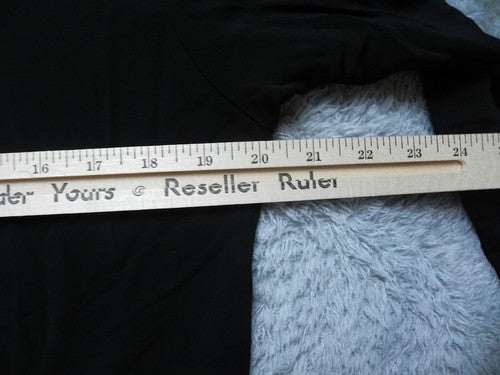 16 17 18 19 20 21 22 23 24
der Yours Reseller Ruler